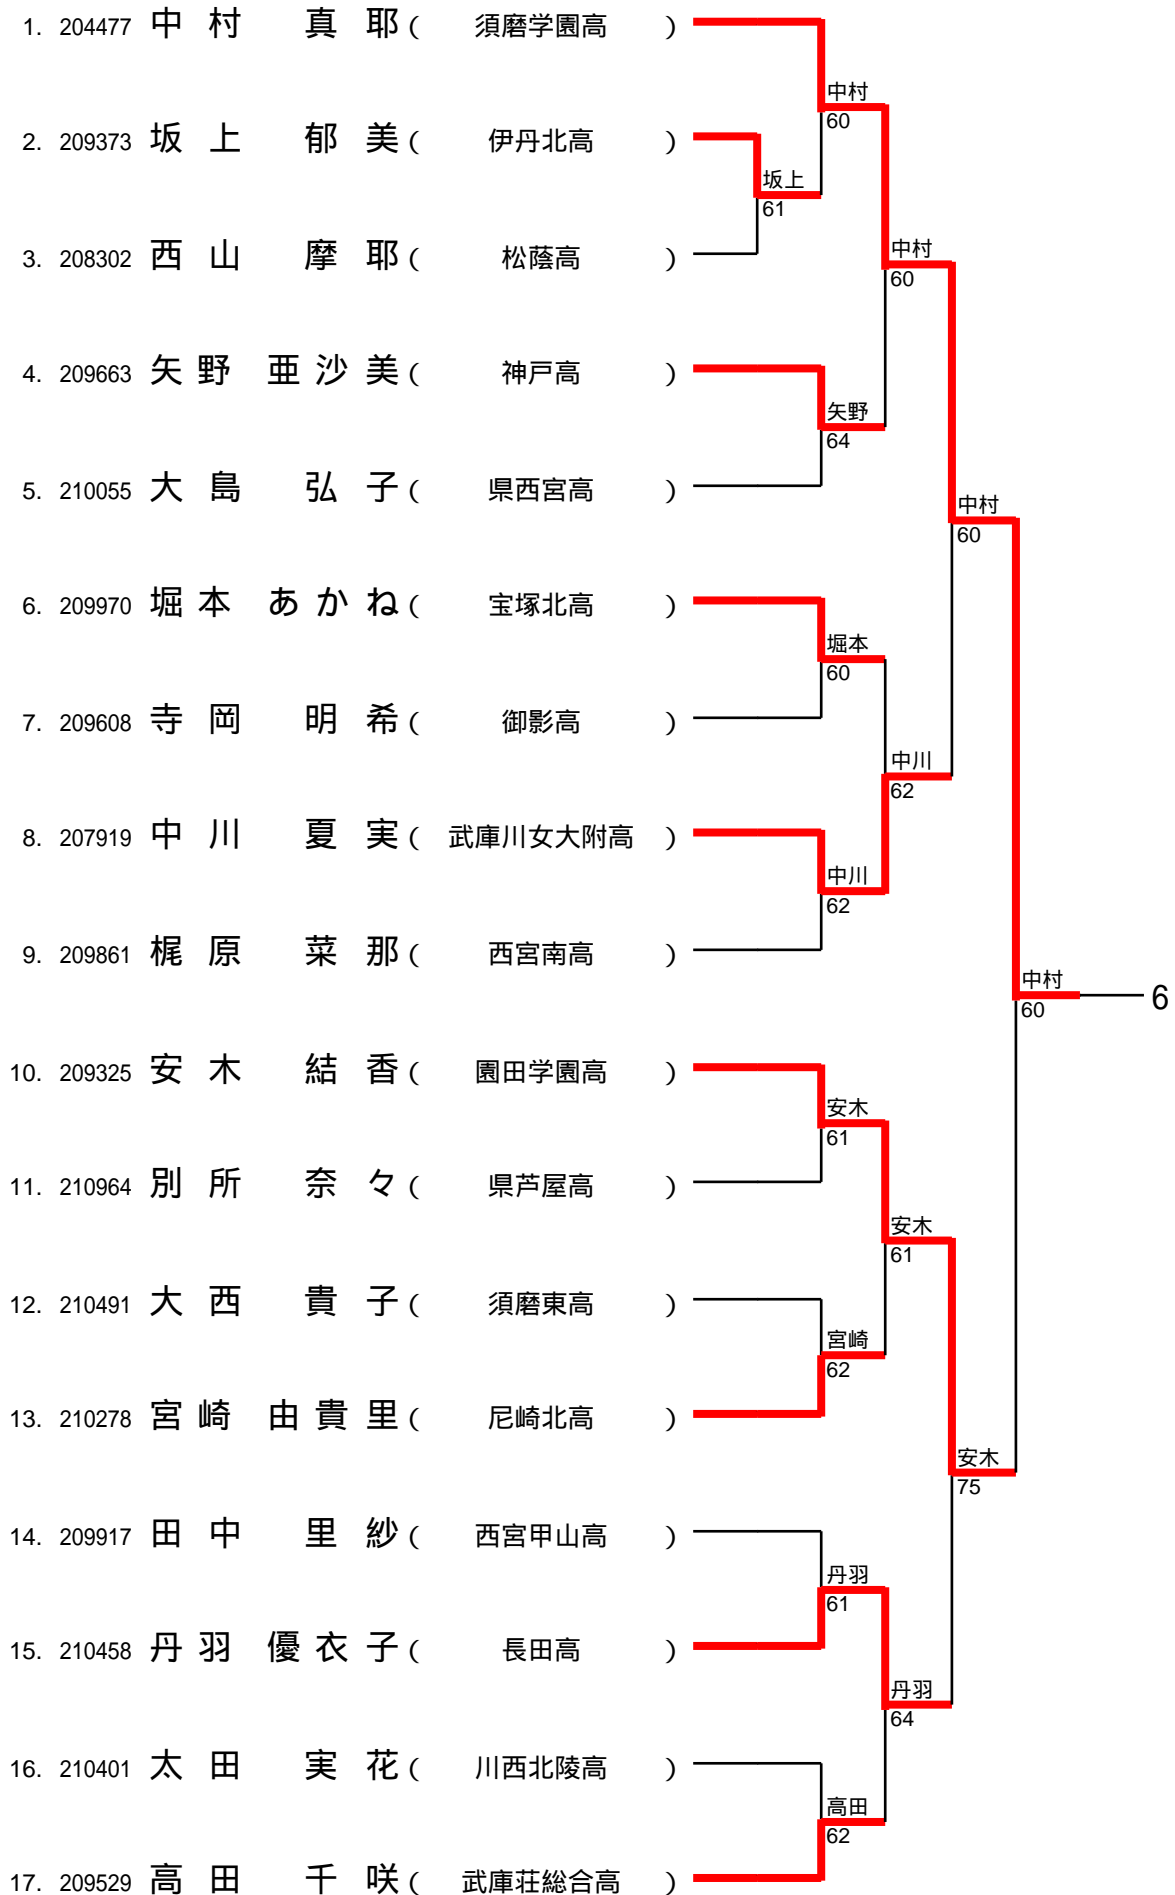 1. 204477 中村 真耶 ( 須磨学園高 )
中村
60
2. 209373 坂上 郁美 ( 伊丹北高 )
坂上
61
3. 208302 西山 摩耶 ( 松蔭高 )
中村
60
4. 209663 矢野 亜沙美 ( 神戸高 )
矢野
64
5. 210055 大島 弘子 ( 県西宮高 )
中村
60
6. 209970 堀本 あかね ( 宝塚北高 )
堀本
60
7. 209608 寺岡 明希 ( 御影高 )
中川
62
8. 207919 中川 夏実 ( 武庫川女大附高 )
中川
62
9. 209861 梶原 菜那 ( 西宮南高 )
中村
60
6
10. 209325 安木 結香 ( 園田学園高 )
安木
61
11. 210964 別所 奈々 ( 県芦屋高 )
安木
61
12. 210491 大西 貴子 ( 須磨東高 )
宮崎
62
13. 210278 宮崎 由貴里 ( 尼崎北高 )
安木
75
14. 209917 田中 里紗 ( 西宮甲山高 )
丹羽
61
15. 210458 丹羽 優衣子 ( 長田高 )
丹羽
64
16. 210401 太田 実花 ( 川西北陵高 )
高田
62
17. 209529 高田 千咲 ( 武庫荘総合高 )